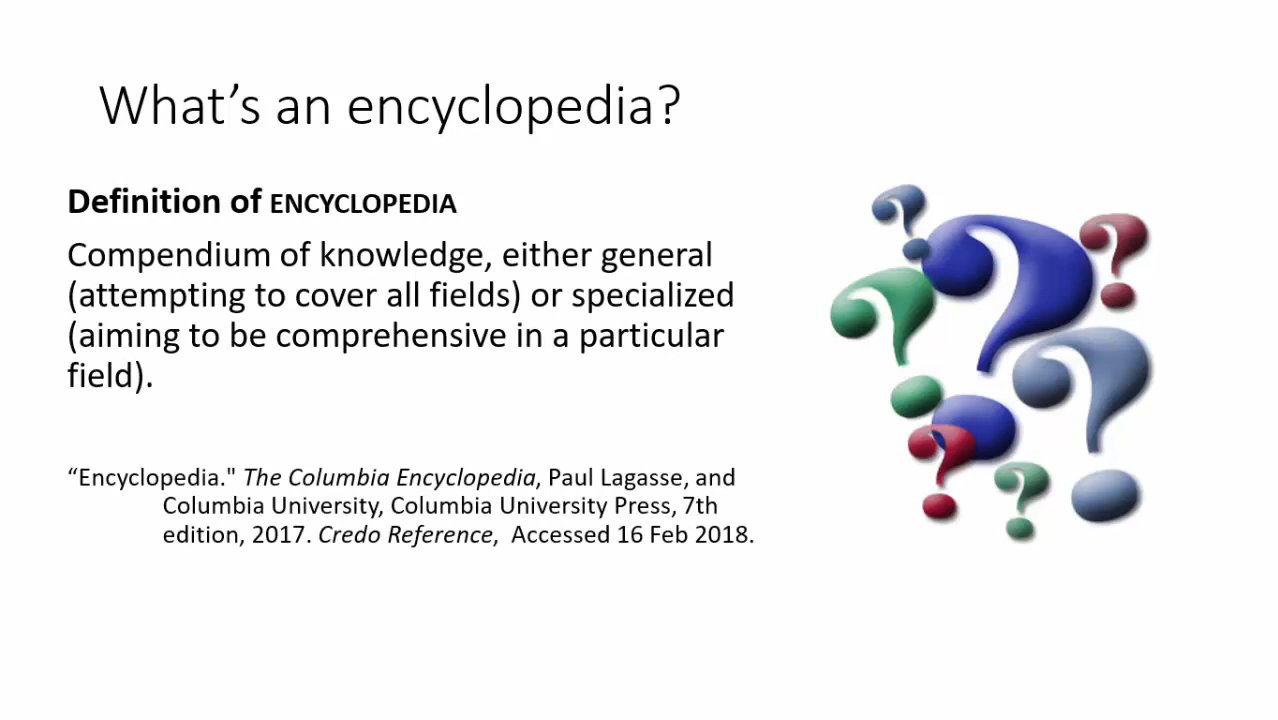 What’s an encyclopedia?
Definition of ENCYCLOPEDIA
Compendium of knowledge, either general
(attempting to cover all fields) or specialized
(aiming to be comprehensive in a particular
field).
“Encyclopedia." The Columbia Encyclopedia, Paul Lagasse, and
Columbia University, Columbia University Press, 7th
edition, 2017. Credo Reference,  Accessed 16 Feb 2018.